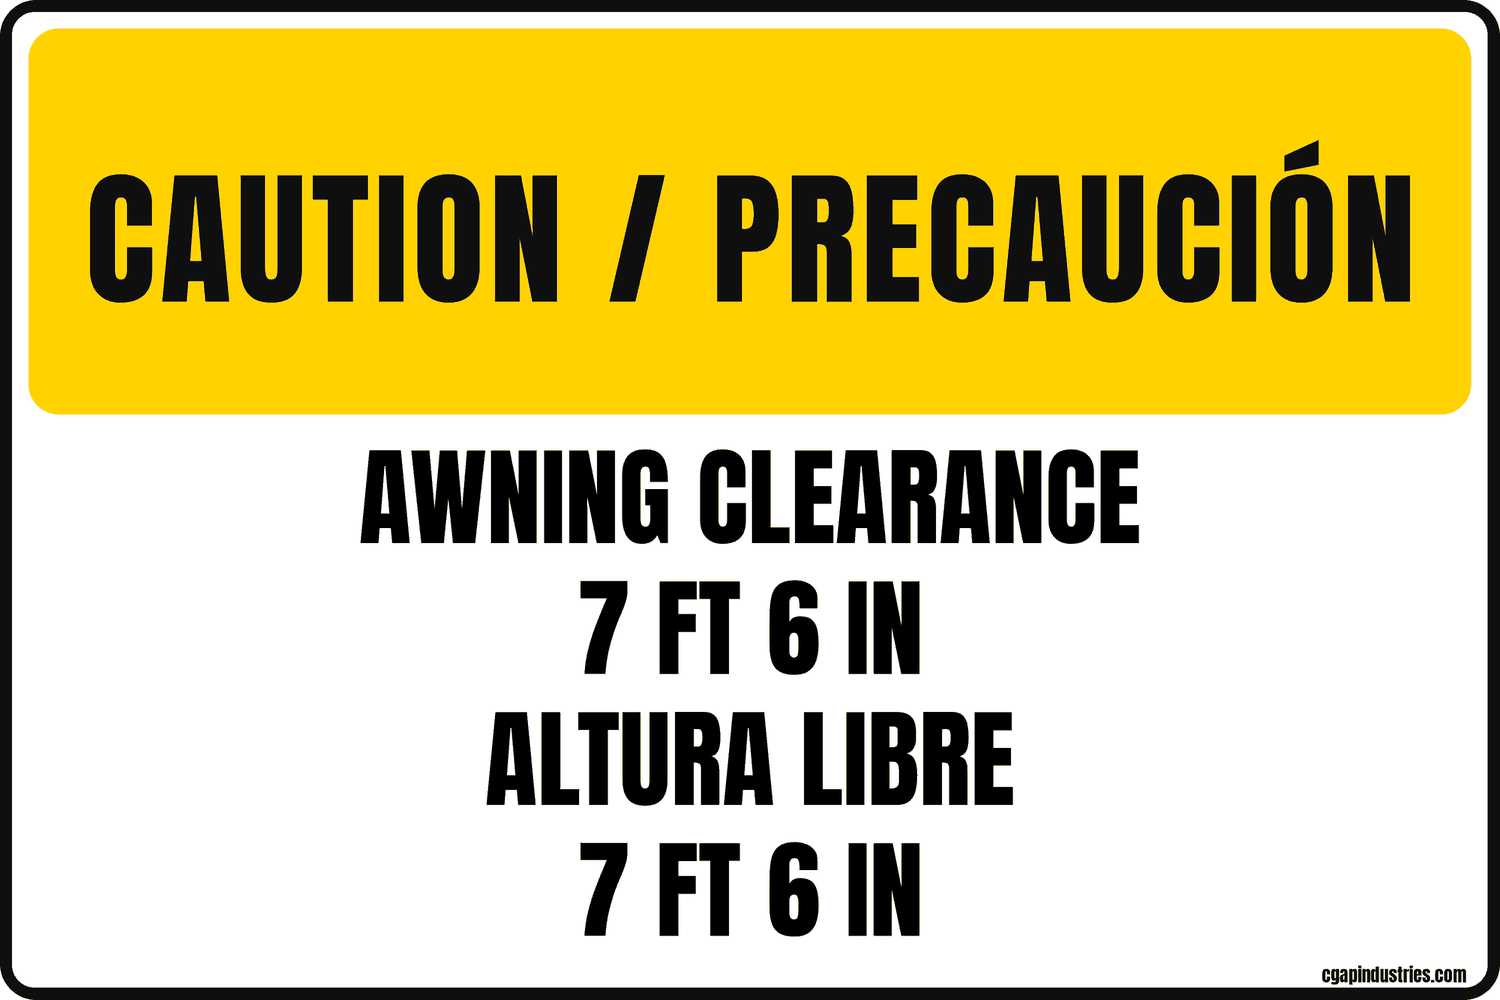 CAUTION / PRECAUCIÓN
AWNING CLEARANCE
7 FT 6 IN
ALTURA LIBRE
7 FT 6 IN
cgapindustries.com